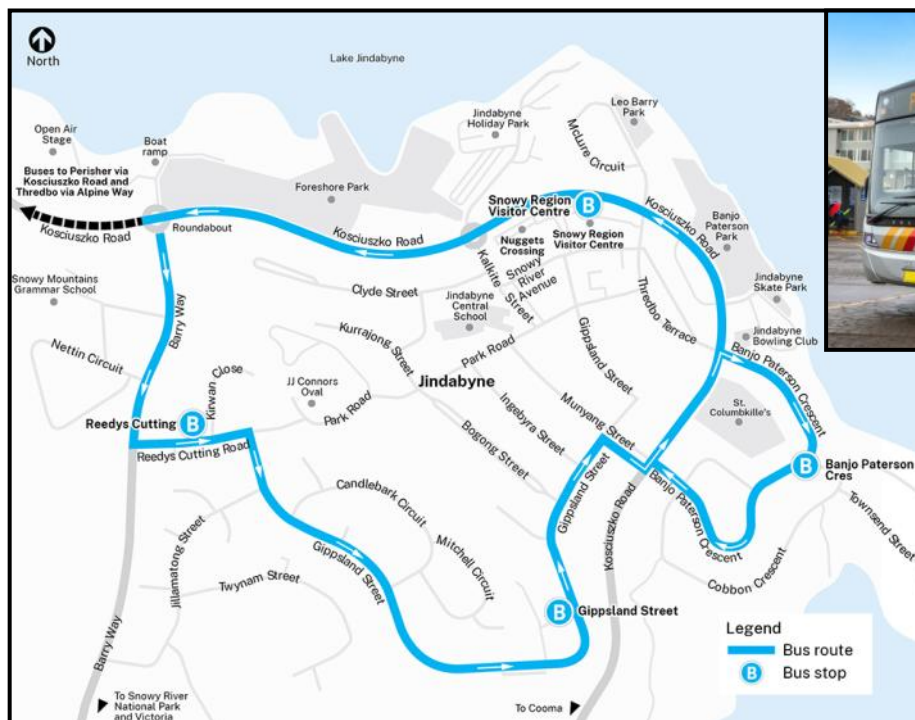 North
Lake Jindabyne
Open Air
Stage
Boat
ramp
Jindabyne
Holiday Park
Leo Barry
Park
McLure Circuit
Buses to Perisher via
Kosciuszko Road and
Thredbo via Alpine Way
Foreshore Park
Snowy Region
Visitor Centre
B
Kosciuszko Road
Kosciuszko Road
Roundabout
Kosciuszko Road
Nuggets
Crossing
Snowy Region
Visitor Centre
Banjo
Paterson
Park
Snowy Mountains
Grammar School
Clyde Street
Kalkite Street
Snowy
River
Avenue
Jindabyne
Central
School
Thredbo Terrace
Jindabyne
Skate Park
Barry Way
Kurrajong Street
Park Road
Gippsland Street
Jindabyne
Bowling Club
Nettin Circuit
Kirwan Close
JJ Connors
Oval
Jindabyne
Banjo Paterson Crescent
Park Road
Ingebyra Street
Munyang Street
St.
Columbkille's
Reedys Cutting
B
Reedys Cutting Road
Bogong Street
Gippsland Street
Kosciuszko Road
Banjo Paterson Crescent
B
Banjo Paterson
Cres
Townsend Street
Candlebark Circuit
Mitchell Circuit
Gippsland Street
Jillamatong Street
Twynam Street
Cobbon Crescent
B
Gippsland Street
Barry Way
Legend
Bus route
B
Bus stop
To Snowy River
National Park
and Victoria
To Cooma